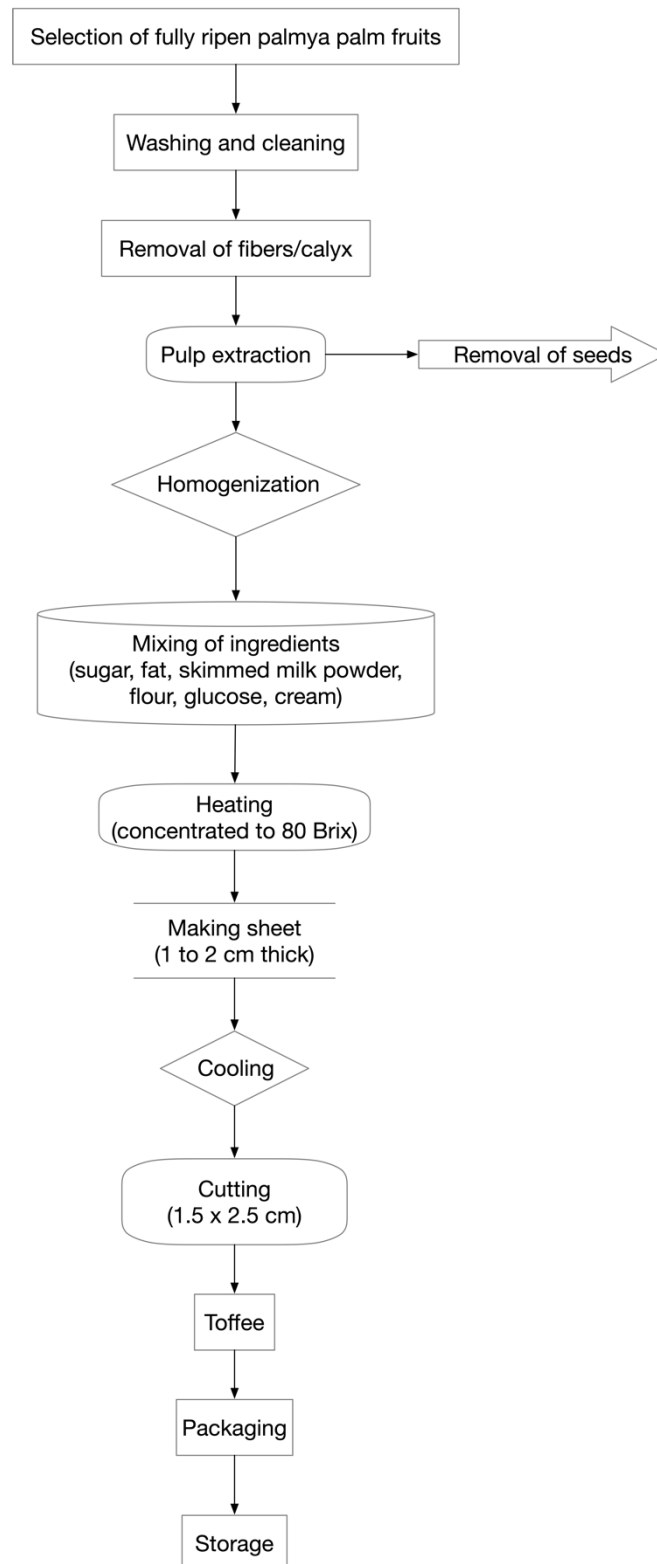 Selection of fully ripen palmya palm fruits
Washing and cleaning
Removal of fibers/calyx
Pulp extraction
Removal of seeds
Homogenization
Mixing of ingredients
(sugar, fat, skimmed milk powder,
flour, glucose, cream)
Heating
(concentrated to 80 Brix)
Making sheet
(1 to 2 cm thick)
Cooling
Cutting
(1.5 x 2.5 cm)
Toffee
Packaging
Storage